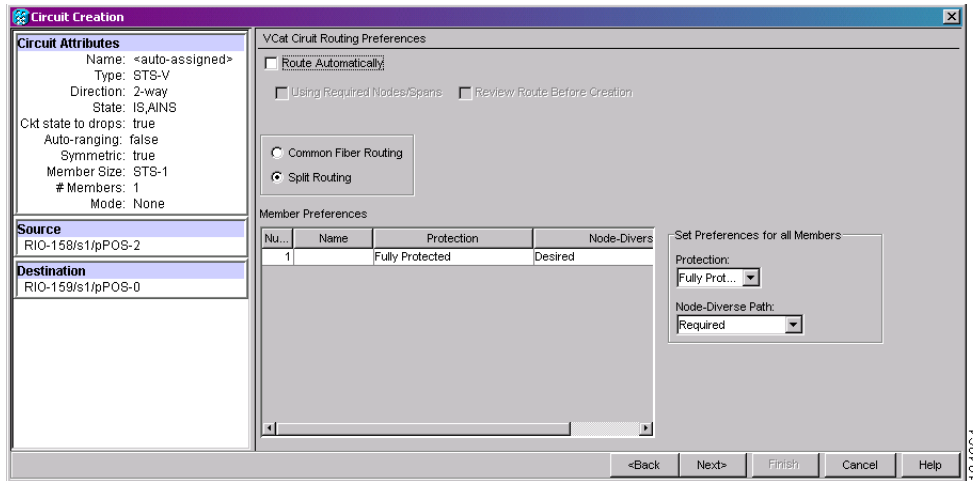 Circuit Creation
Circuit Attributes
Name: <auto-assigned>
Type: STS-V
Direction: 2-way
State: IS,AINS
Ckt state to drops: true
Auto-ranging: false
Symmetric: true
Member Size: STS-1
# Members: 1
Mode: None
Source
RIO-158/s1/pPOS-2
Destination
RIO-159/s1/pPOS-0
VCat Ciruit Routing Preferences
Route Automatically
Using Required Nodes/Spans Review Route Before Creation
Common Fiber Routing
Split Routing
Member Preferences
Nu... Name Protection Node-Divers
1 Fully Protected Desired
Set Preferences for all Members
Protection:
Fully Prot...
Node-Diverse Path:
Required
<Back Next> Finish Cancel Help